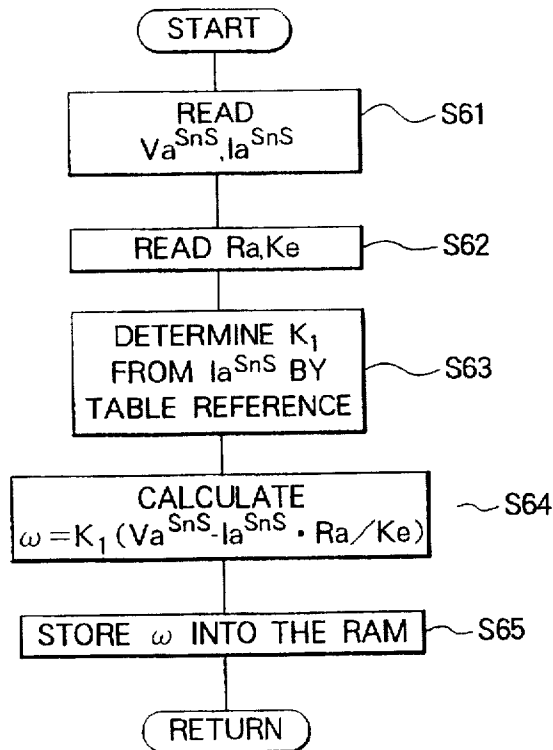 START
READ
Va^SnS, Ia^SnS
S61
READ Ra,Ke
S62
DETERMINE K₁
FROM Ia^SnS BY
TABLE REFERENCE
S63
CALCULATE
ω=K₁(Va^SnS-Ia^SnS・Ra/Ke)
S64
STORE ω INTO THE RAM
S65
RETURN